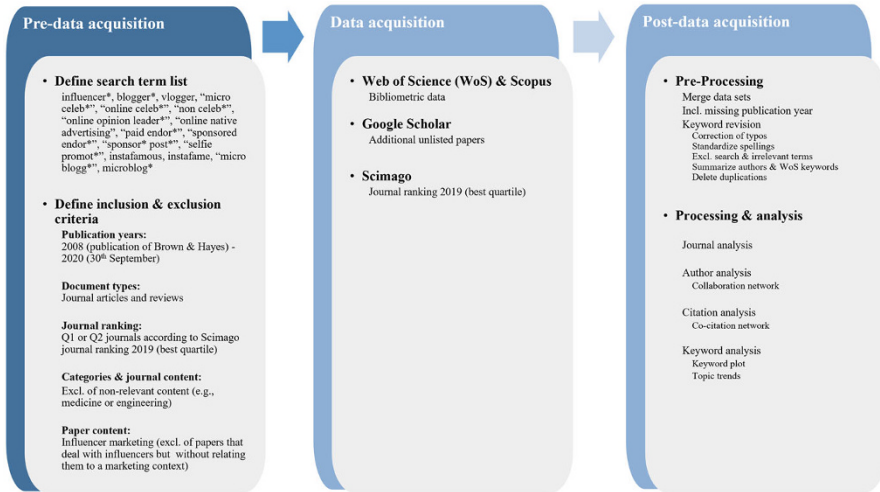 Pre-data acquisition
• Define search term list
influencer*, blogger*, vlogger, “micro
celeb*”, “online celeb*”, “non celeb*”,
“online opinion leader*”, “online native
advertising”, “paid endor*”, “sponsored
endor*”, “sponsor* post*”, “selfie
promot*”, instafamous, instafame, “micro
blogg*”, microblog*
• Define inclusion & exclusion
criteria
Publication years:
2008 (publication of Brown & Hayes) -
2020 (30th September)
Document types:
Journal articles and reviews
Journal ranking:
Q1 or Q2 journals according to Scimago
journal ranking 2019 (best quartile)
Categories & journal content:
Excl. of non-relevant content (e.g.,
medicine or engineering)
Paper content:
Influencer marketing (excl. of papers that
deal with influencers but without relating
them to a marketing context)
Data acquisition
• Web of Science (WoS) & Scopus
Bibliometric data
• Google Scholar
Additional unlisted papers
• Scimago
Journal ranking 2019 (best quartile)
Post-data acquisition
• Pre-Processing
Merge data sets
Incl. missing publication year
Keyword revision
Correction of typos
Standardize spellings
Excl. search & irrelevant terms
Summarize authors & WoS keywords
Delete duplications
• Processing & analysis
Journal analysis
Author analysis
Collaboration network
Citation analysis
Co-citation network
Keyword analysis
Keyword plot
Topic trends